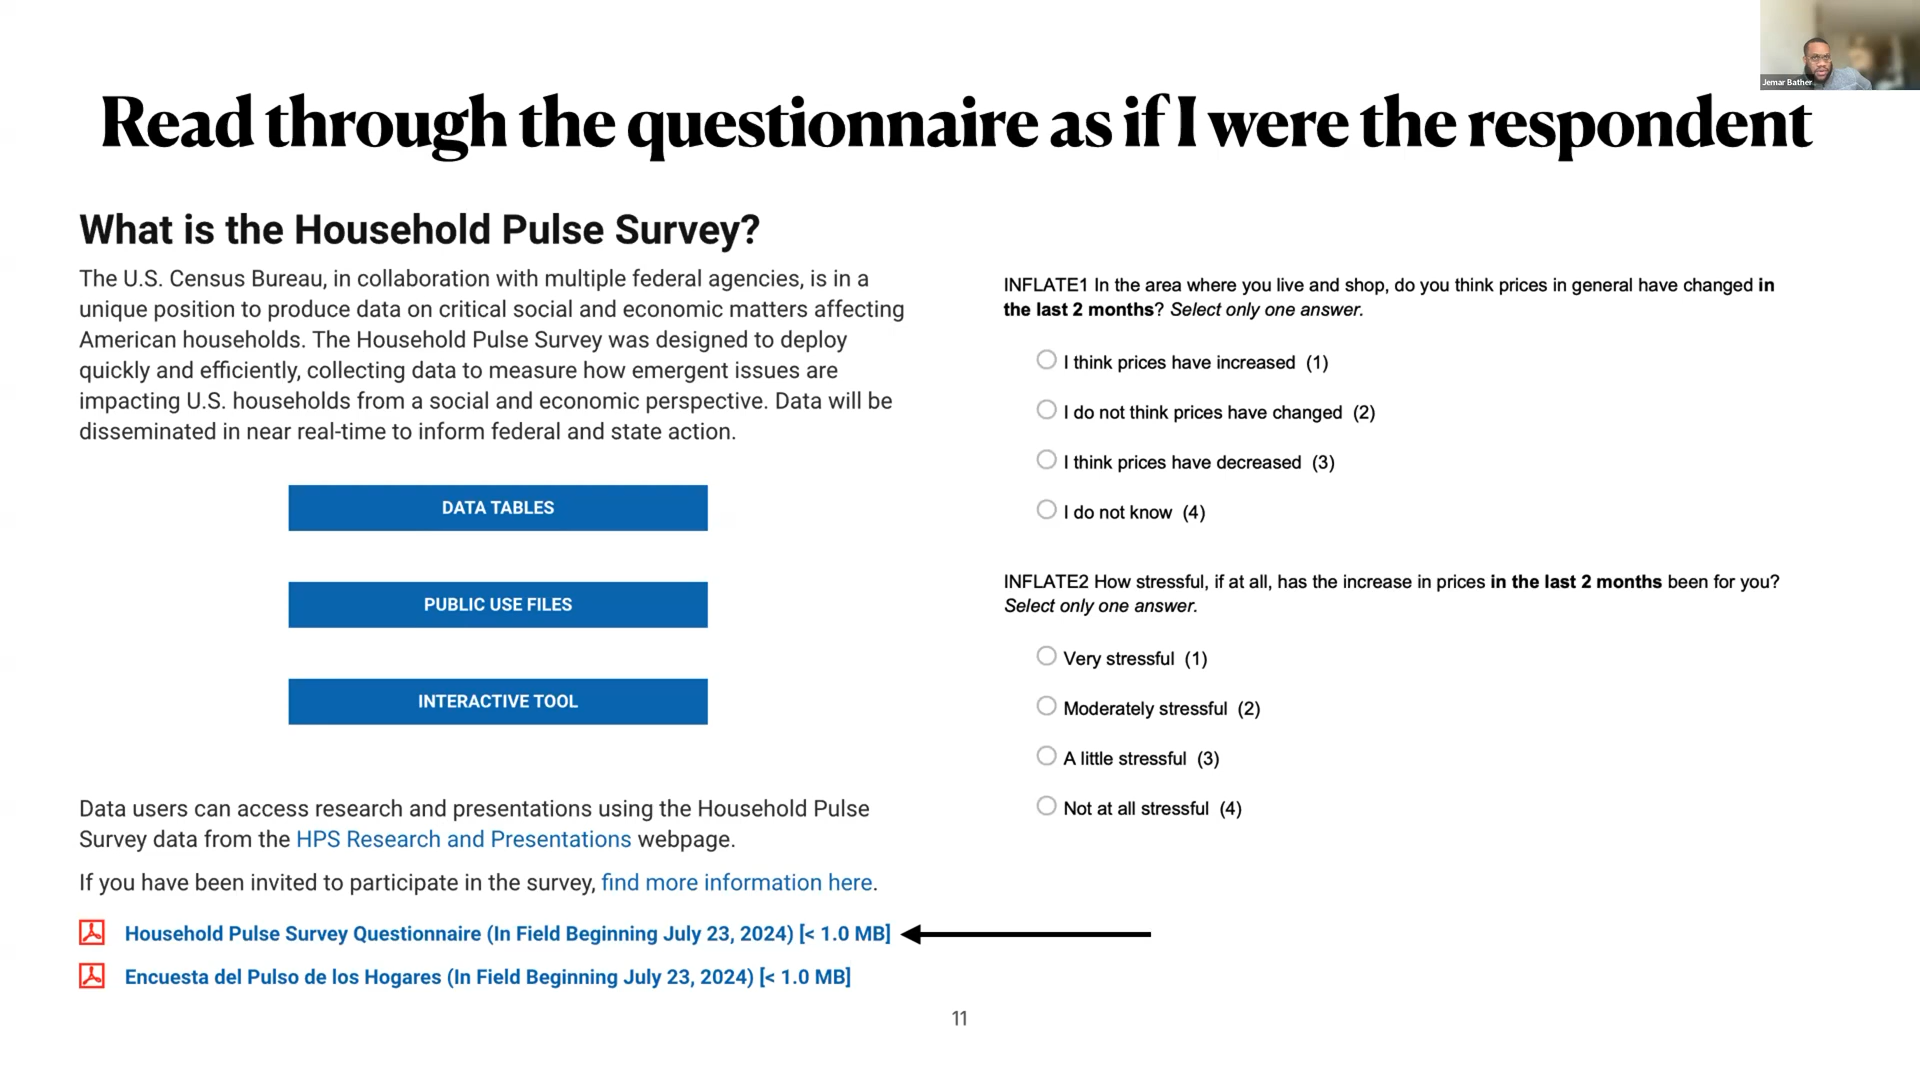 Jemar Bather
Read through the questionnaire as if I were the respondent
What is the Household Pulse Survey?
The U.S. Census Bureau, in collaboration with multiple federal agencies, is in a
unique position to produce data on critical social and economic matters affecting
American households. The Household Pulse Survey was designed to deploy
quickly and efficiently, collecting data to measure how emergent issues are
impacting U.S. households from a social and economic perspective. Data will be
disseminated in near real-time to inform federal and state action.
DATA TABLES
PUBLIC USE FILES
INTERACTIVE TOOL
Data users can access research and presentations using the Household Pulse
Survey data from the HPS Research and Presentations webpage.
If you have been invited to participate in the survey, find more information here.
Household Pulse Survey Questionnaire (In Field Beginning July 23, 2024) [< 1.0 MB]
Encuesta del Pulso de los Hogares (In Field Beginning July 23, 2024) [< 1.0 MB]
INFLATE1 In the area where you live and shop, do you think prices in general have changed in
the last 2 months? Select only one answer.
I think prices have increased (1)
I do not think prices have changed (2)
I think prices have decreased (3)
I do not know (4)
INFLATE2 How stressful, if at all, has the increase in prices in the last 2 months been for you?
Select only one answer.
Very stressful (1)
Moderately stressful (2)
A little stressful (3)
Not at all stressful (4)
11